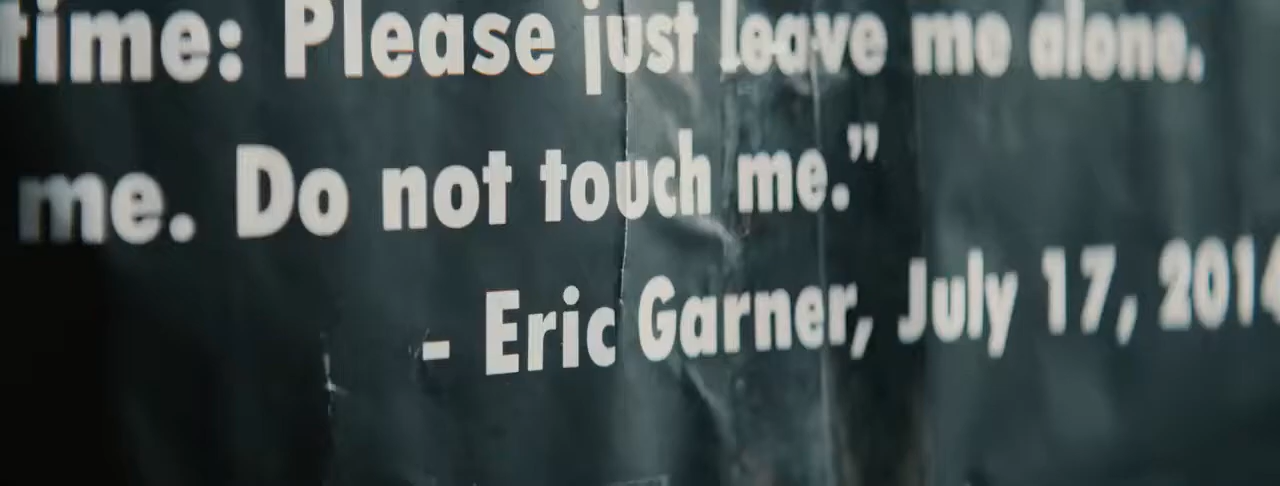 time: Please just leave me alone.
me. Do not touch me.”
- Eric Garner, July 17, 2014